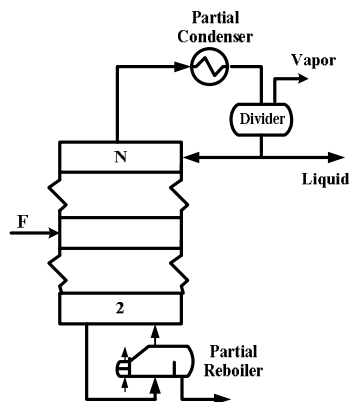 Partial
Condenser
Vapor
Divider
N
Liquid
F
2
Partial
Reboiler